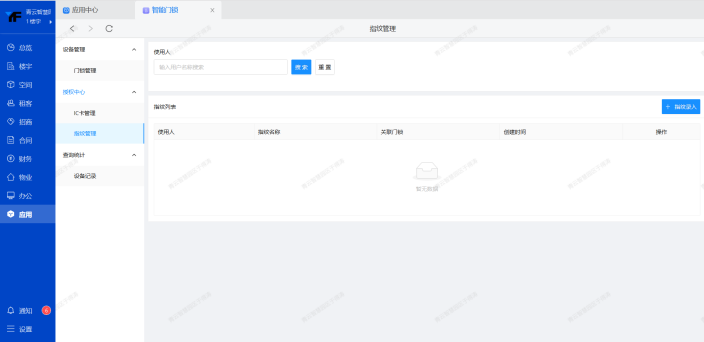 应用中心
智能门锁
指纹管理
总览
楼宇
空间
租客
招商
合同
财务
物业
办公
应用
通知
6
设置
设备管理
门锁管理
授权中心
IC卡管理
指纹管理
查询统计
设备记录
使用人
输入用户名称搜索
搜 索
重 置
指纹列表
+ 指纹录入
使用人 指纹名称 关联门锁 创建时间 操作
暂无数据